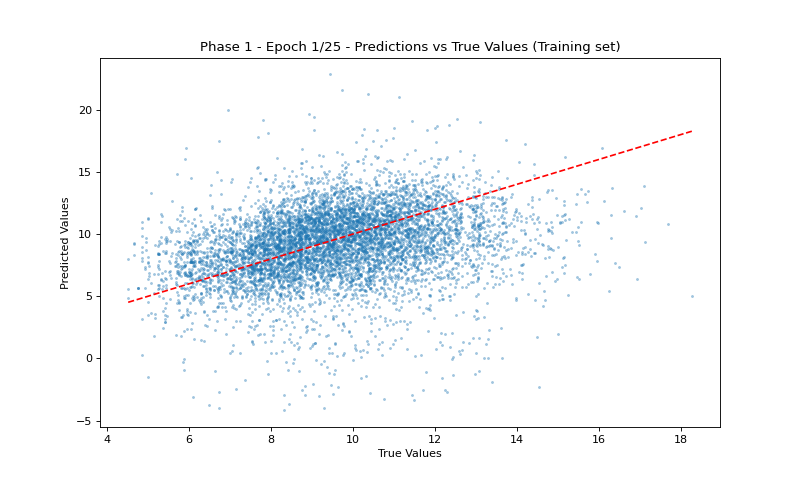 Phase 1 - Epoch 1/25 - Predictions vs True Values (Training set)
Predicted Values
20
15
10
5
0
−5
4 6 8 10 12 14 16 18
True Values